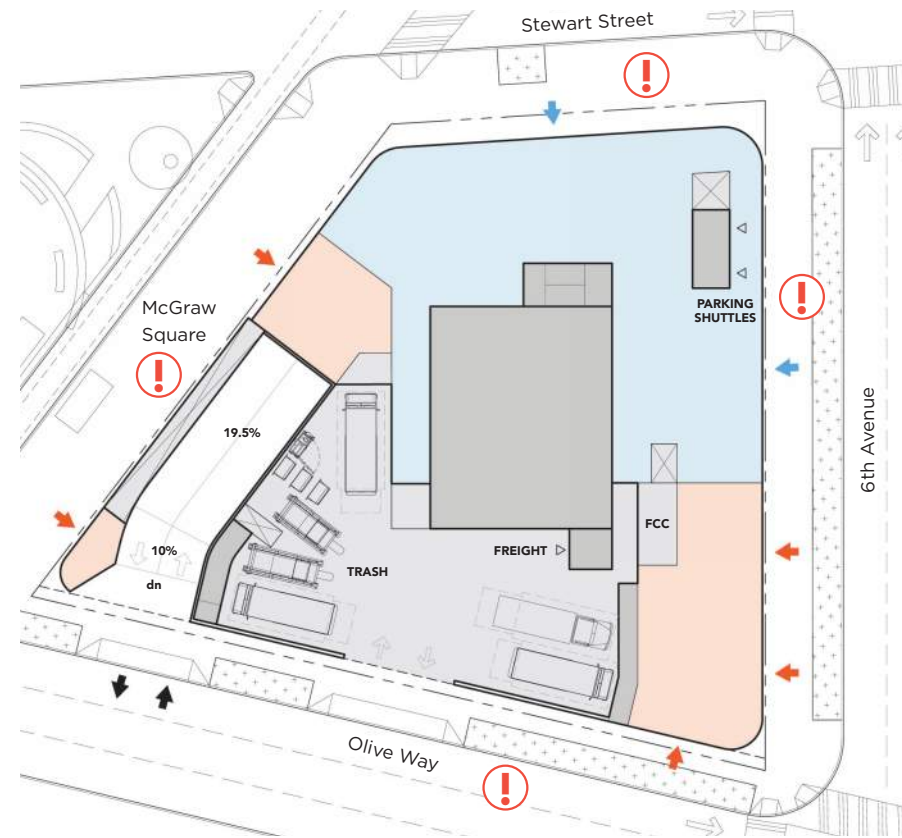 Stewart Street
!
!
PARKING
SHUTTLES
McGraw
Square
!
19.5%
6th Avenue
FCC
10%
FREIGHT
TRASH
dn
Olive Way
!